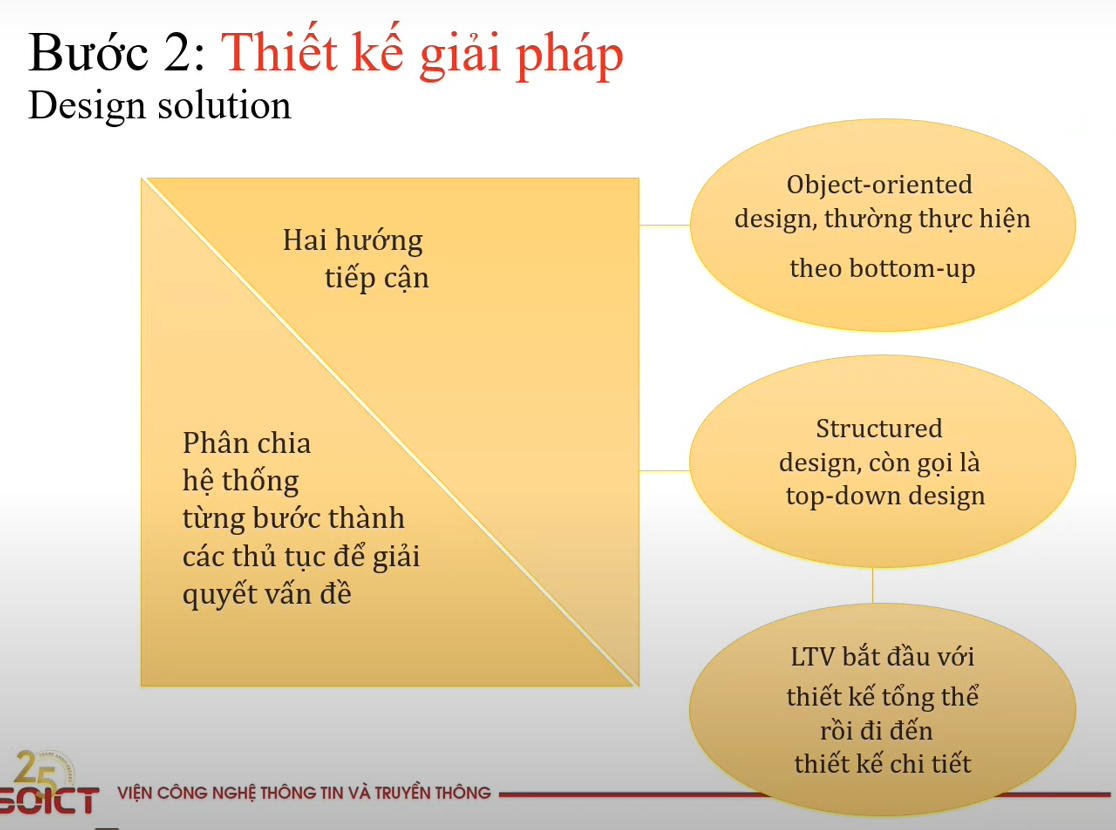 Bước 2: Thiết kế giải pháp
Design solution
Hai hướng
tiếp cận
Phân chia
hệ thống
từng bước thành
các thủ tục để giải
quyết vấn đề
Object-oriented
design, thường thực hiện
theo bottom-up
Structured
design, còn gọi là
top-down design
LTV bắt đầu với
thiết kế tổng thể
rồi đi đến
thiết kế chi tiết
25
SOICT
VIỆN CÔNG NGHỆ THÔNG TIN VÀ TRUYỀN THÔNG